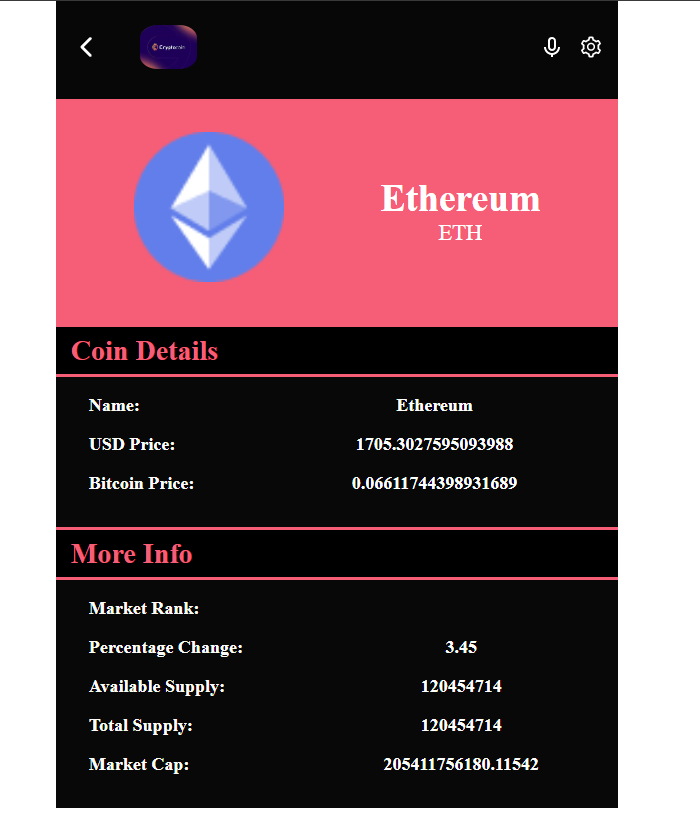 Cryptocoin
Ethereum
ETH
Coin Details
Name: Ethereum
USD Price: 1705.3027595093988
Bitcoin Price: 0.06611744398931689
More Info
Market Rank:
Percentage Change: 3.45
Available Supply: 120454714
Total Supply: 120454714
Market Cap: 205411756180.11542